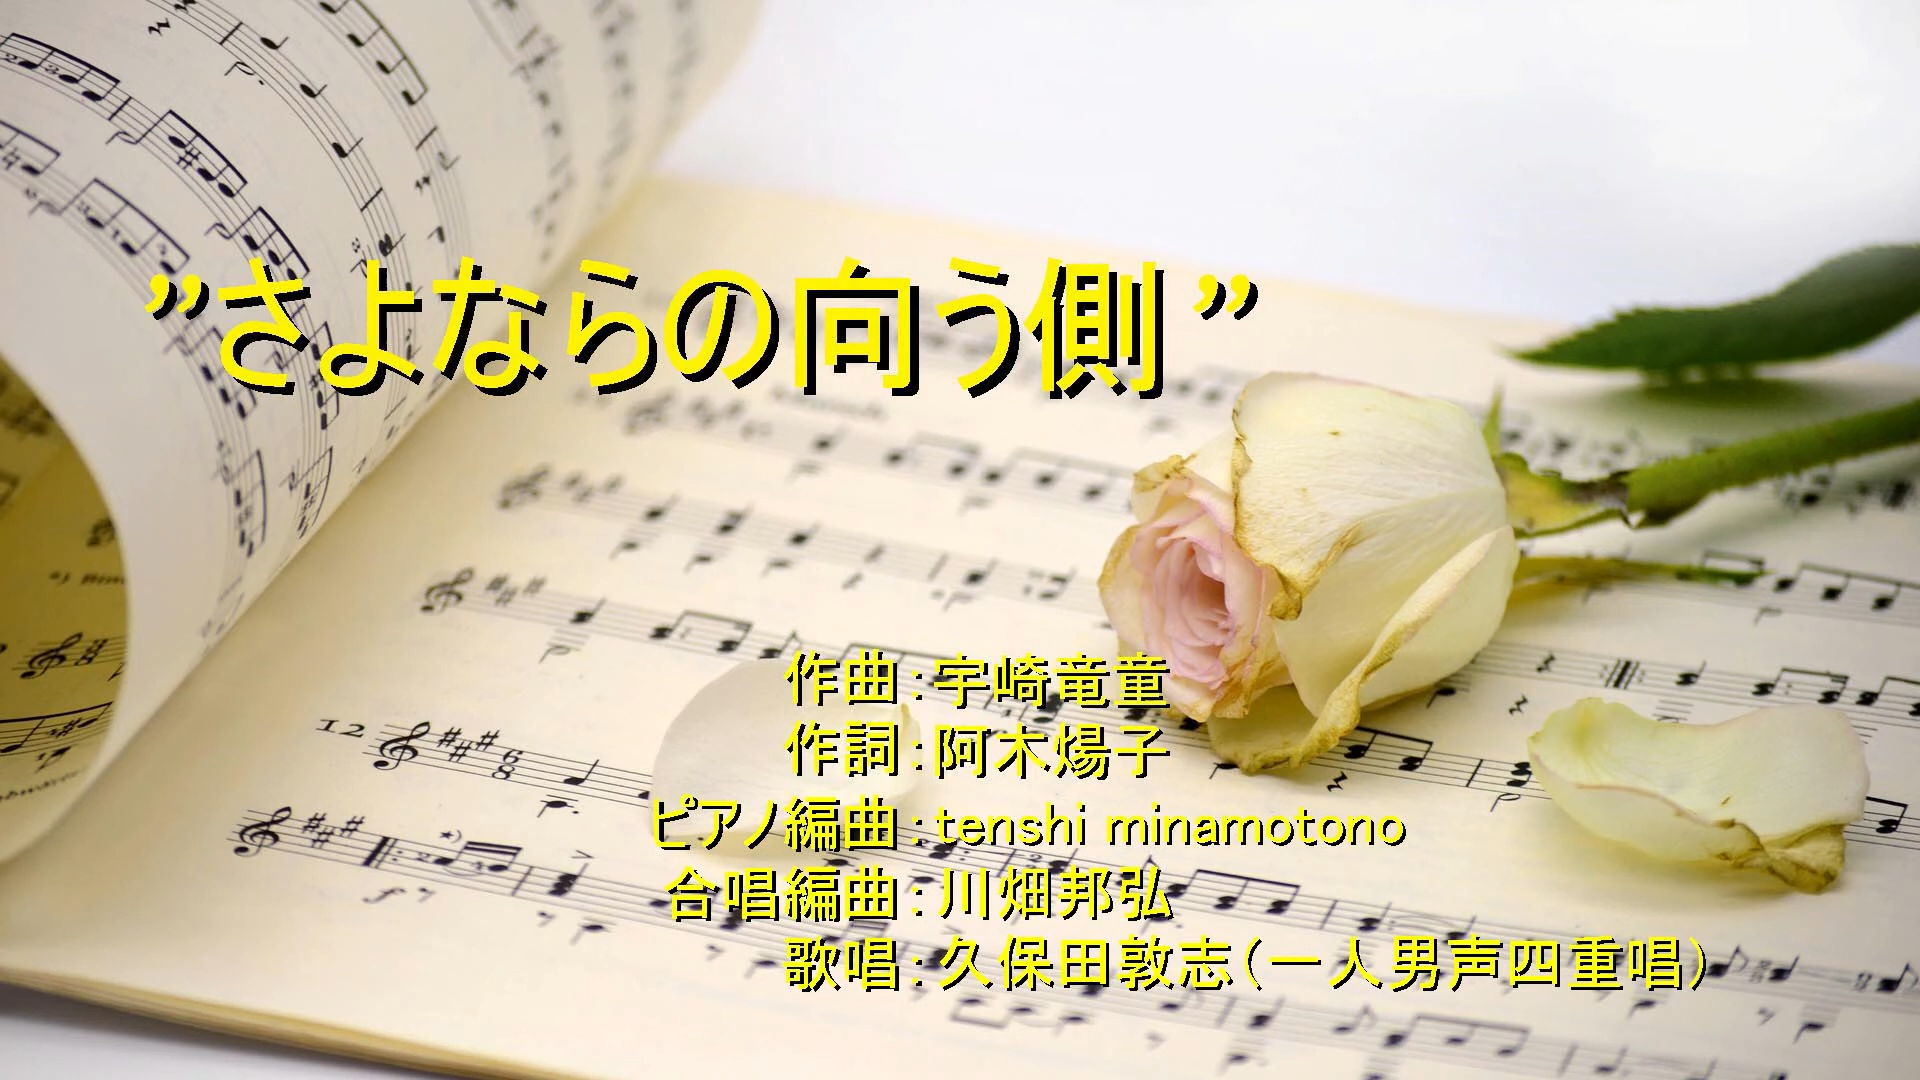 ”さよならの向う側”
作曲：宇崎竜童
作詞：阿木燿子
ピアノ編曲：tenshi minamotono
合唱編曲：川畑邦弘
歌唱：久保田敦志（一人男声四重唱）
12